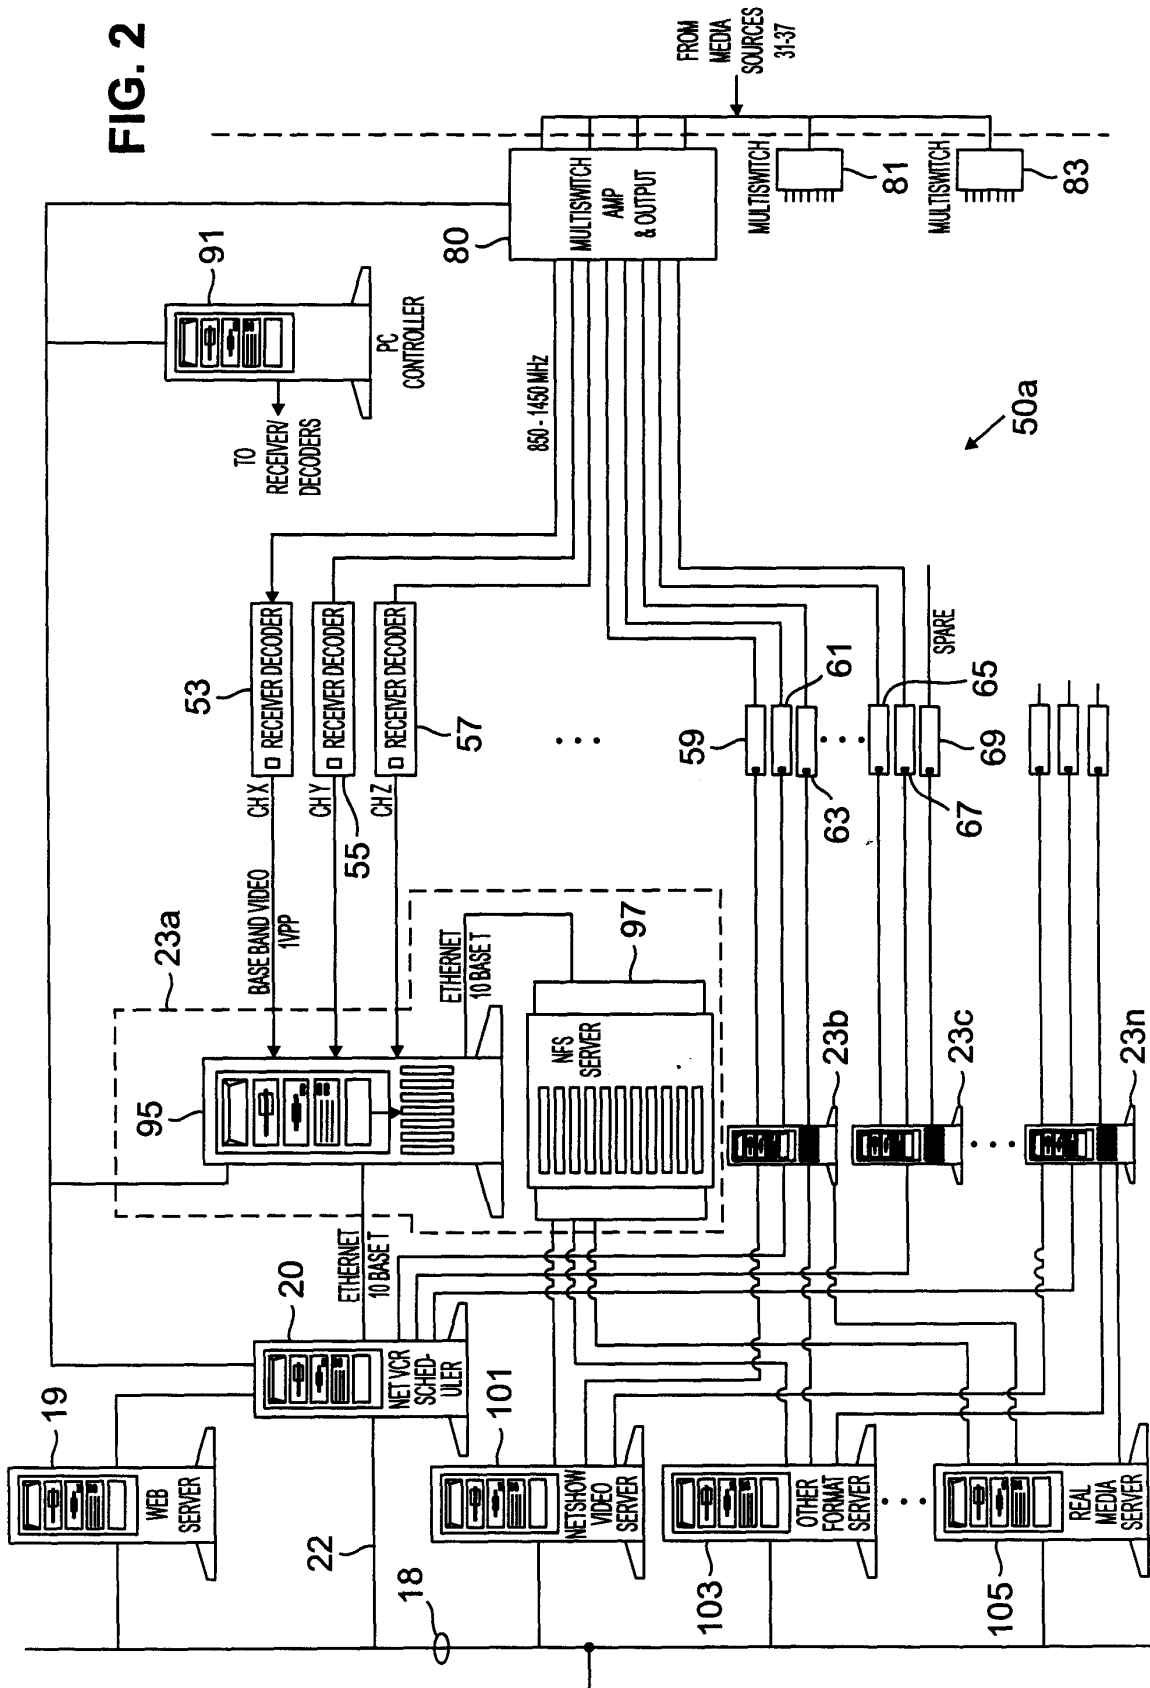 FIG. 2
19
WEB
SERVER
20
NET VCR
SCHED-
ULER
22
18
101
NETSHOW
VIDEO
SERVER
103
OTHER
FORMAT
SERVER
105
REAL
MEDIA
SERVER
ETHERNET
10 BASE T
23a
95
ETHERNET
10 BASE T
NFS
SERVER
97
23b
23c
23n
BASE BAND VIDEO
1VPP
CH X
CH Y
CH Z
53
RECEIVER DECODER
55
RECEIVER DECODER
57
RECEIVER DECODER
59
61
63
65
67
69
SPARE
TO
RECEIVER/
DECODERS
91
PC
CONTROLLER
850 - 1450 MHz
50a
80
MULTISWITCH
AMP
& OUTPUT
MULTISWITCH
81
MULTISWITCH
83
FROM
MEDIA
SOURCES
31-37